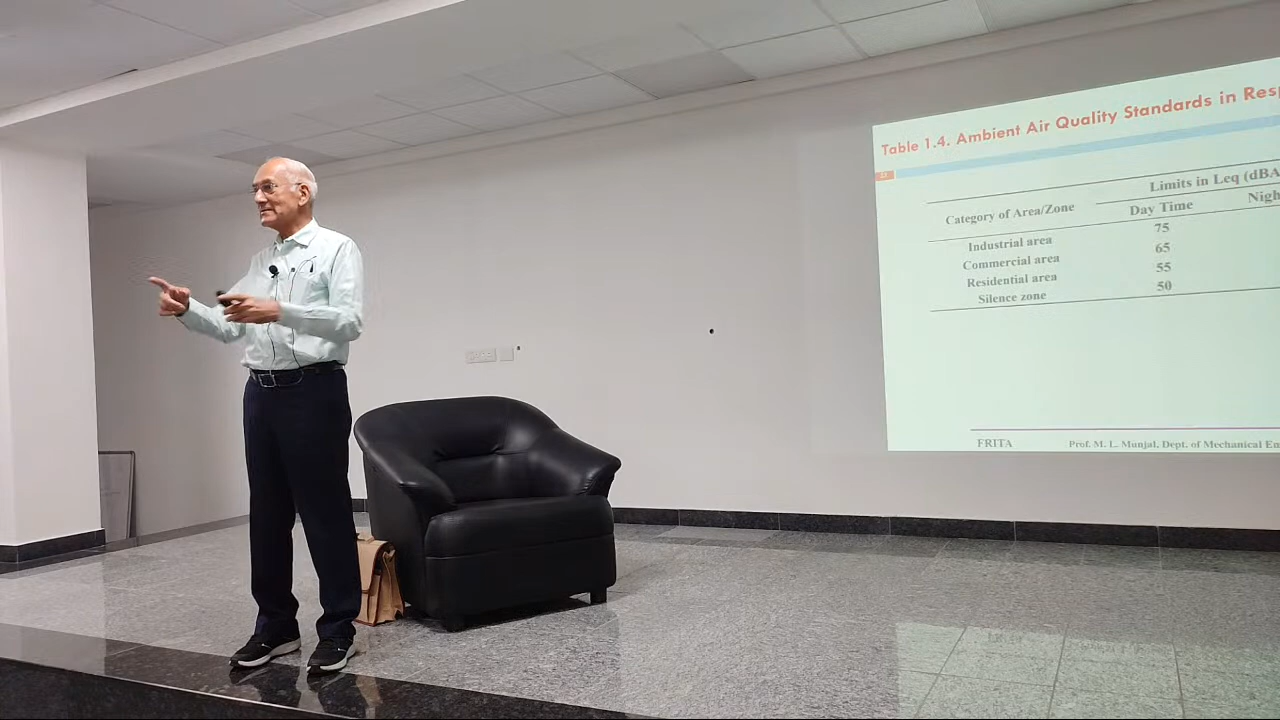 Table 1.4. Ambient Air Quality Standards in Resp
23
Limits in Leq (dBA
Category of Area/Zone Day Time Nigh
Industrial area 75
Commercial area 65
Residential area 55
Silence zone 50
FRITA Prof. M. L. Munjal, Dept. of Mechanical En